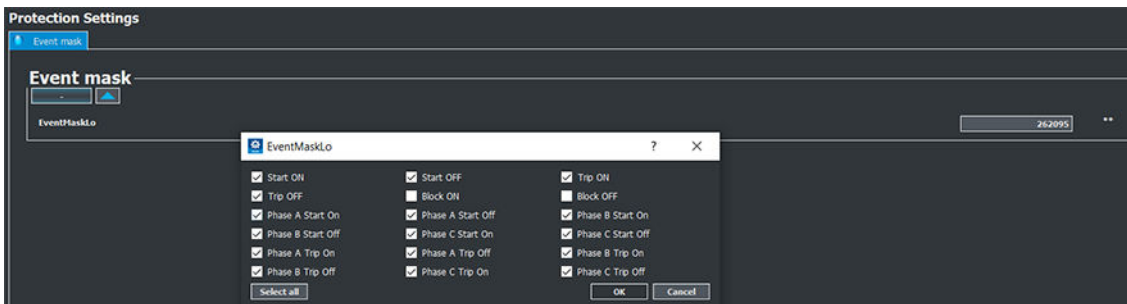 Protection Settings
Event mask
Event mask
-
EventMaskLo
262095
EventMaskLo
?
Start ON
Start OFF
Trip ON
Trip OFF
Block ON
Block OFF
Phase A Start On
Phase A Start Off
Phase B Start On
Phase B Start Off
Phase C Start On
Phase C Start Off
Phase A Trip On
Phase A Trip Off
Phase B Trip On
Phase B Trip Off
Phase C Trip On
Phase C Trip Off
Select all
OK
Cancel